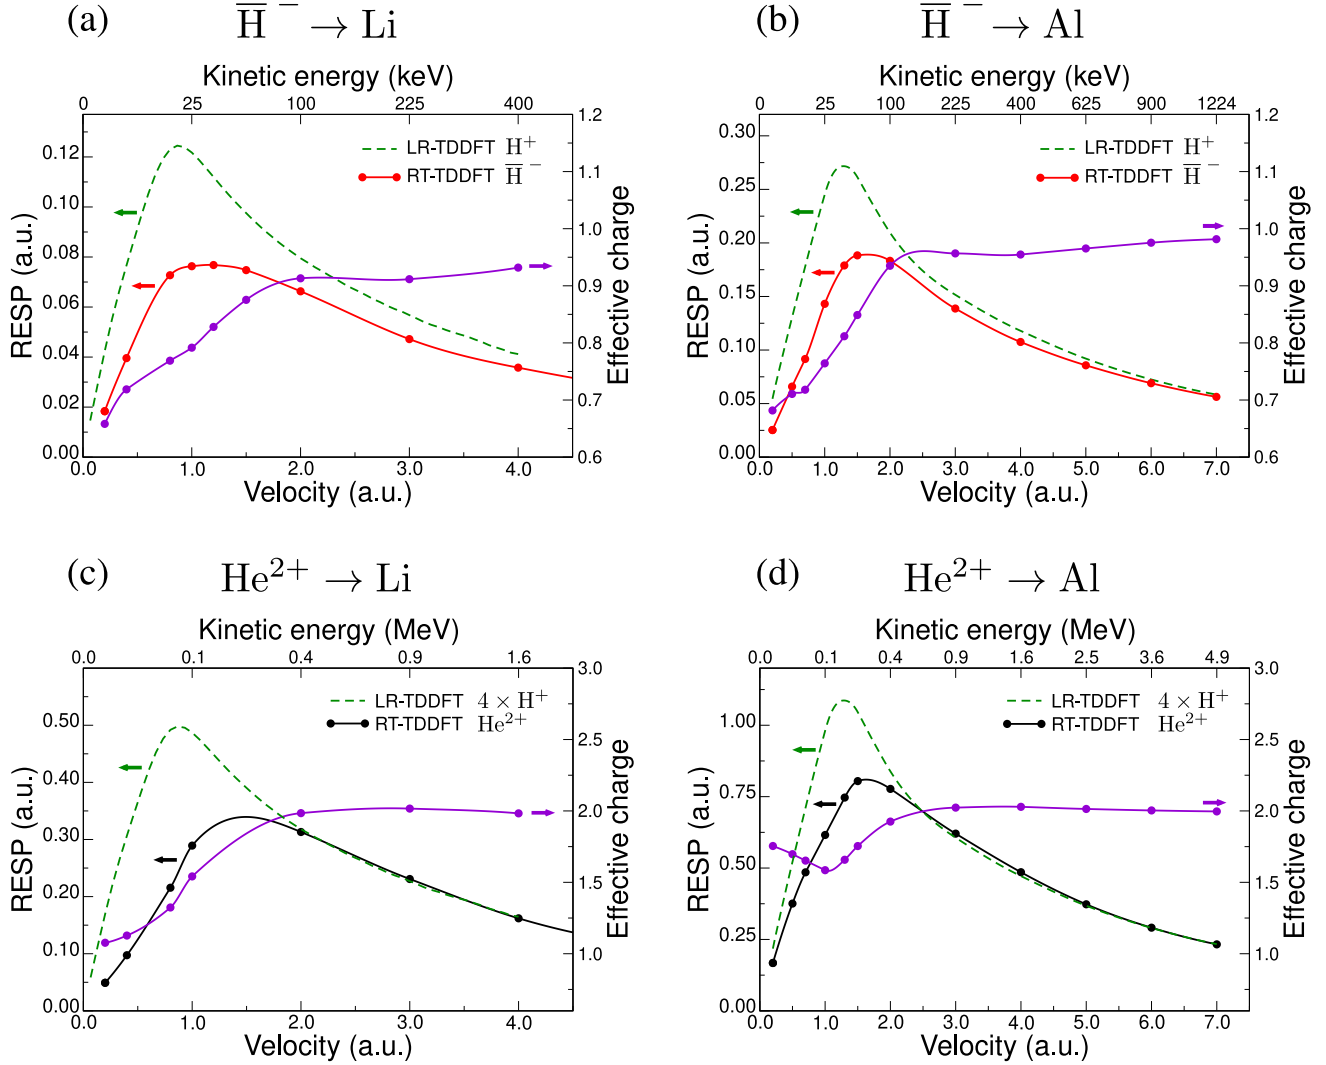 (a) H̅⁻ → Li
Kinetic energy (keV)
0 25 100 225 400
LR-TDDFT H⁺
RT-TDDFT H̅⁻
RESP (a.u.)
0.12
0.10
0.08
0.06
0.04
0.02
0.00
1.2
1.1
1.0
0.9
0.8
0.7
0.6
Effective charge
0.0 1.0 2.0 3.0 4.0
Velocity (a.u.)
(b) H̅⁻ → Al
Kinetic energy (keV)
0 25 100 225 400 625 900 1224
LR-TDDFT H⁺
RT-TDDFT H̅⁻
RESP (a.u.)
0.30
0.25
0.20
0.15
0.10
0.05
0.00
1.2
1.1
1.0
0.9
0.8
0.7
0.6
Effective charge
0.0 1.0 2.0 3.0 4.0 5.0 6.0 7.0
Velocity (a.u.)
(c) He²⁺ → Li
Kinetic energy (MeV)
0.0 0.1 0.4 0.9 1.6
LR-TDDFT 4 × H⁺
RT-TDDFT He²⁺
RESP (a.u.)
0.50
0.40
0.30
0.20
0.10
0.00
3.0
2.5
2.0
1.5
1.0
Effective charge
0.0 1.0 2.0 3.0 4.0
Velocity (a.u.)
(d) He²⁺ → Al
Kinetic energy (MeV)
0.0 0.1 0.4 0.9 1.6 2.5 3.6 4.9
LR-TDDFT 4 × H⁺
RT-TDDFT He²⁺
RESP (a.u.)
1.00
0.75
0.50
0.25
0.00
3.0
2.5
2.0
1.5
1.0
Effective charge
0.0 1.0 2.0 3.0 4.0 5.0 6.0 7.0
Velocity (a.u.)